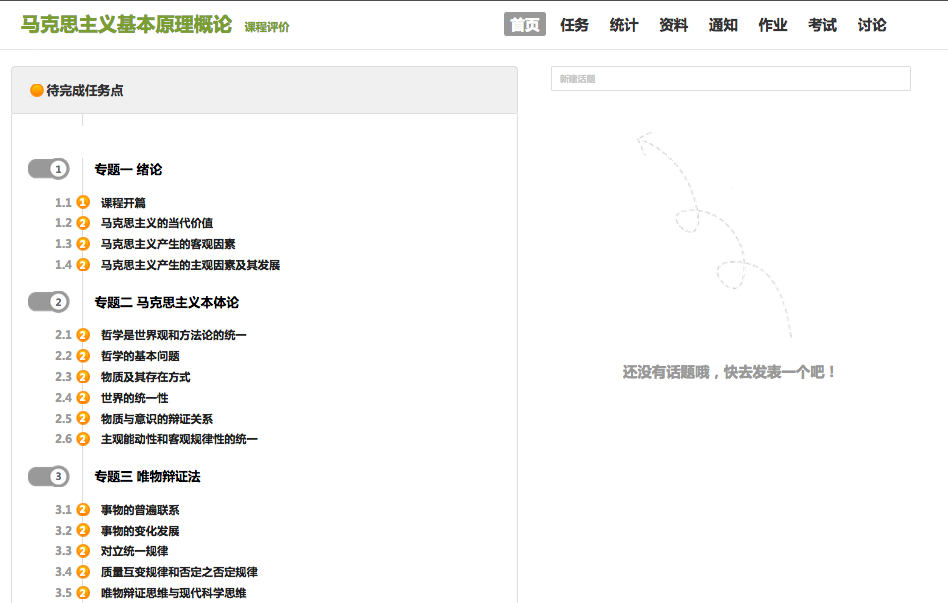 马克思主义基本原理概论 课程评价
首页 任务 统计 资料 通知 作业 考试 讨论
待完成任务点
1 专题一 绪论
1.1 1 课程开篇
1.2 2 马克思主义的当代价值
1.3 2 马克思主义产生的客观因素
1.4 2 马克思主义产生的主观因素及其发展
2 专题二 马克思主义本体论
2.1 2 哲学是世界观和方法论的统一
2.2 2 哲学的基本问题
2.3 2 物质及其存在方式
2.4 2 世界的统一性
2.5 2 物质与意识的辩证关系
2.6 2 主观能动性和客观规律性的统一
3 专题三 唯物辩证法
3.1 2 事物的普遍联系
3.2 2 事物的变化发展
3.3 2 对立统一规律
3.4 2 质量互变规律和否定之否定规律
3.5 2 唯物辩证思维与现代科学思维
新建话题
还没有话题哦，快去发表一个吧！